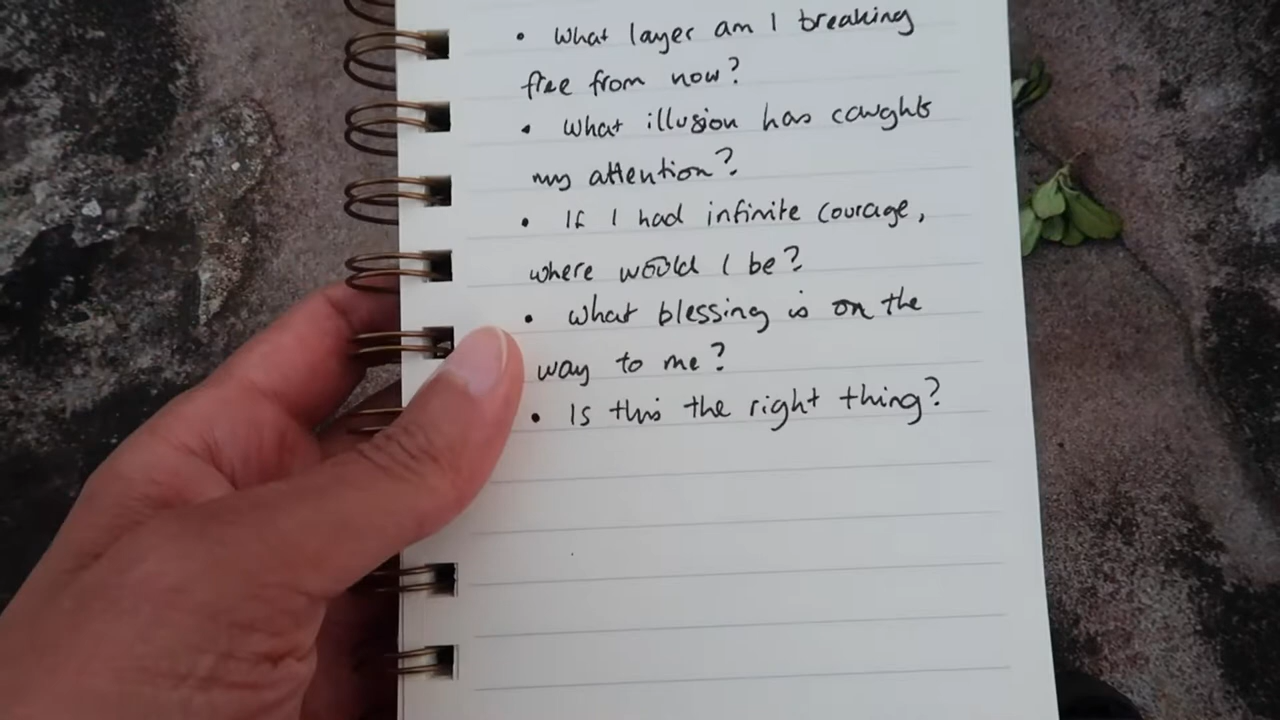 • What layer am I breaking
free from now?
• What illusion has caughts
my attention?
• If I had infinite courage,
where would I be?
• What blessing is on the
way to me?
• Is this the right thing?